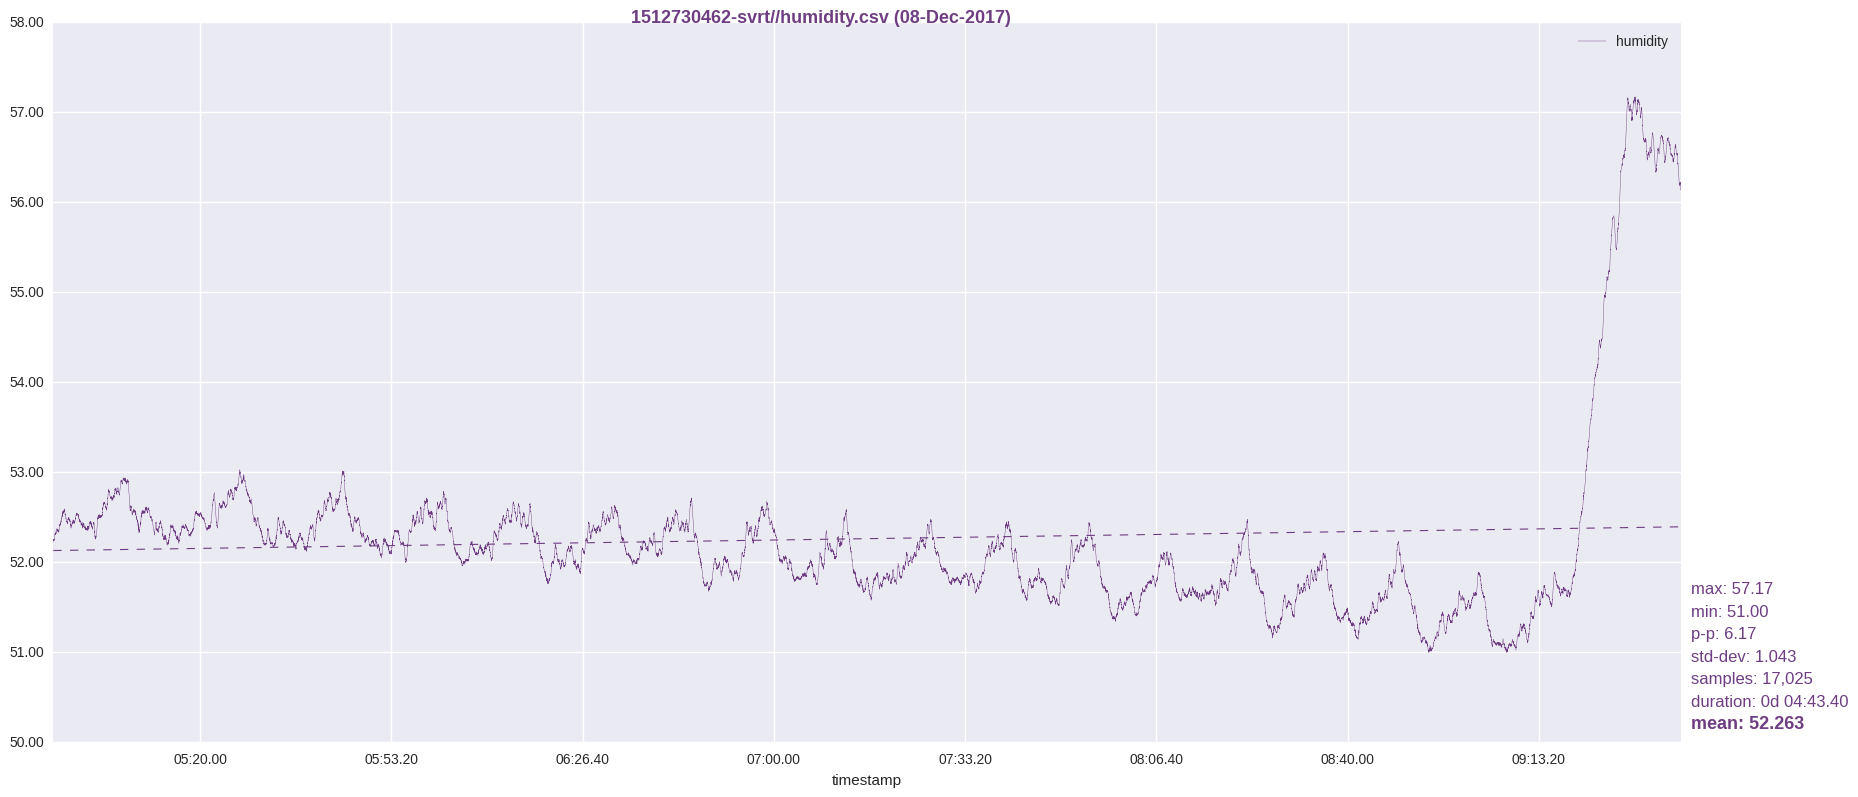 1512730462-svrt//humidity.csv (08-Dec-2017)
humidity
58.00
57.00
56.00
55.00
54.00
53.00
52.00
51.00
50.00
05:20.00 05:53.20 06:26.40 07:00.00 07:33.20 08:06.40 08:40.00 09:13.20
timestamp
max: 57.17
min: 51.00
p-p: 6.17
std-dev: 1.043
samples: 17,025
duration: 0d 04:43.40
mean: 52.263